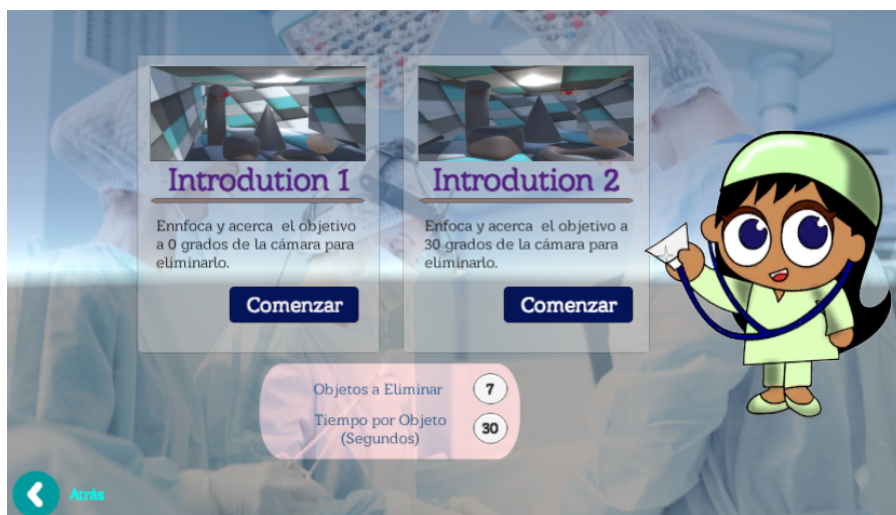 Introdution 1
Ennfoca y acerca el objetivo
a 0 grados de la cámara para
eliminarlo.
Comenzar
Introdution 2
Enfoca y acerca el objetivo a
30 grados de la cámara para
eliminarlo.
Comenzar
Objetos a Eliminar 7
Tiempo por Objeto
(Segundos) 30
Atrás